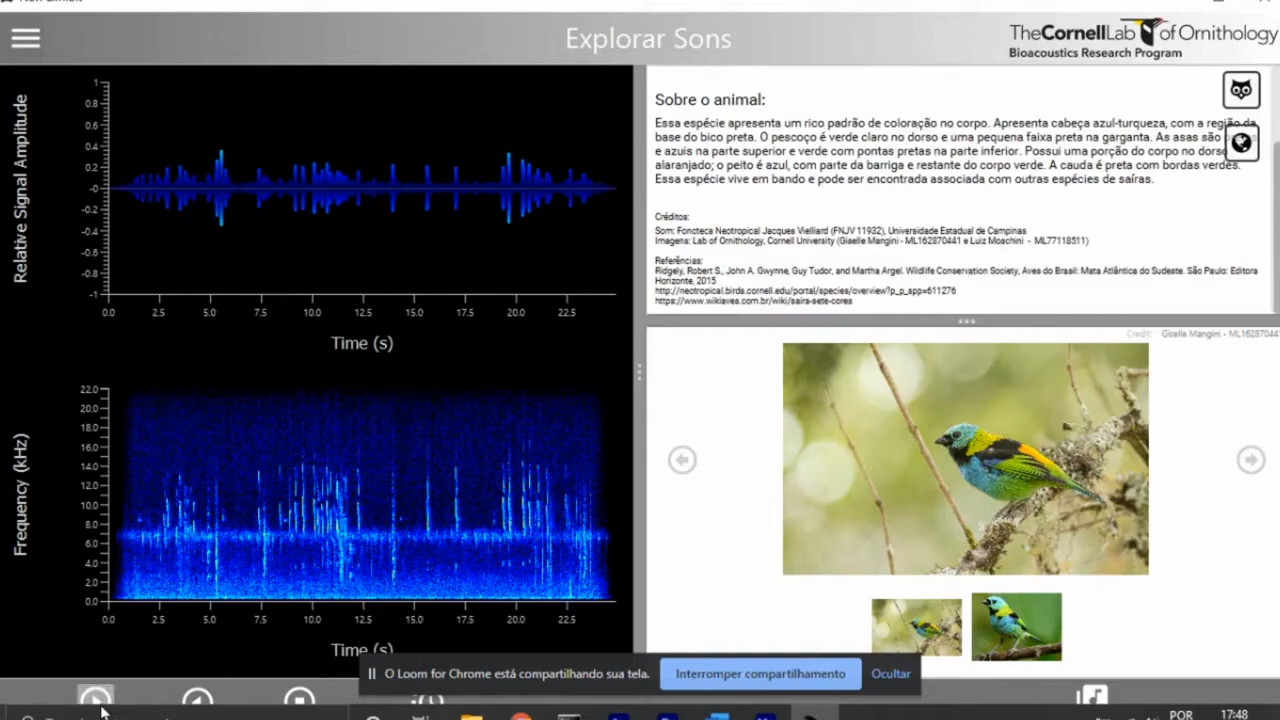 Explorar Sons
TheCornellLab of Ornithology
Bioacoustics Research Program
Relative Signal Amplitude
1
0.8
0.6
0.4
0.2
-0
-0.2
-0.4
-0.6
-0.8
-1
0.0 2.5 5.0 7.5 10.0 12.5 15.0 17.5 20.0 22.5
Time (s)
Frequency (kHz)
22.0
20.0
18.0
16.0
14.0
12.0
10.0
8.0
6.0
4.0
2.0
0.0
0.0 2.5 5.0 7.5 10.0 12.5 15.0 17.5 20.0 22.5
Time (s)
Sobre o animal:
Essa espécie apresenta um rico padrão de coloração no corpo. Apresenta cabeça azul-turqueza, com a região da
base do bico preta. O pescoço é verde claro no dorso e uma pequena faixa preta na garganta. As asas são
e azuis na parte superior e verde com pontas pretas na parte inferior. Possui uma porção do corpo no dorso
alaranjado; o peito é azul, com parte da barriga e restante do corpo verde. A cauda é preta com bordas verdes.
Essa espécie vive em bando e pode ser encontrada associada com outras espécies de saíras.
Créditos:
Som: Foncteca Neotropical Jacques Vielliard (FNJV 11932), Universidade Estadual de Campinas
Imagens: Lab of Ornithology, Cornell University (Giselle Mangini - ML162870441 e Luiz Moschini - ML77118511)
Referências:
Ridgely, Robert S., John A. Gwynne, Guy Tudor, and Martha Argel. Wildlife Conservation Society, Aves do Brasil: Mata Atlântica do Sudeste. São Paulo: Editora
Horizonte, 2015
http://neotropical.birds.cornell.edu/portal/species/overview?p_p_app=611276
https://www.wikiaves.com.br/wiki/saira-sete-cores
Credit: Giselle Mangini - ML16287044
O Loom for Chrome está compartilhando sua tela.
Interromper compartilhamento
Ocultar
POR
17:48